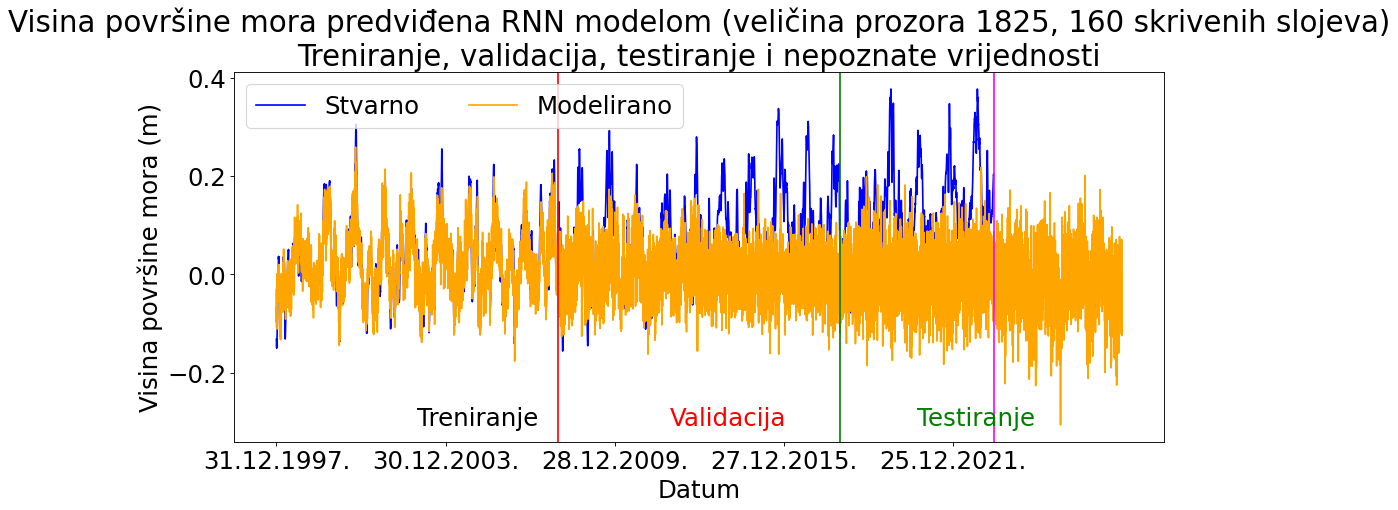 Visina površine mora predviđena RNN modelom (veličina prozora 1825, 160 skrivenih slojeva)
Treniranje, validacija, testiranje i nepoznate vrijednosti
Stvarno
Modelirano
Visina površine mora (m)
0.4
0.2
0.0
−0.2
Treniranje
Validacija
Testiranje
31.12.1997.
30.12.2003.
28.12.2009.
27.12.2015.
25.12.2021.
Datum